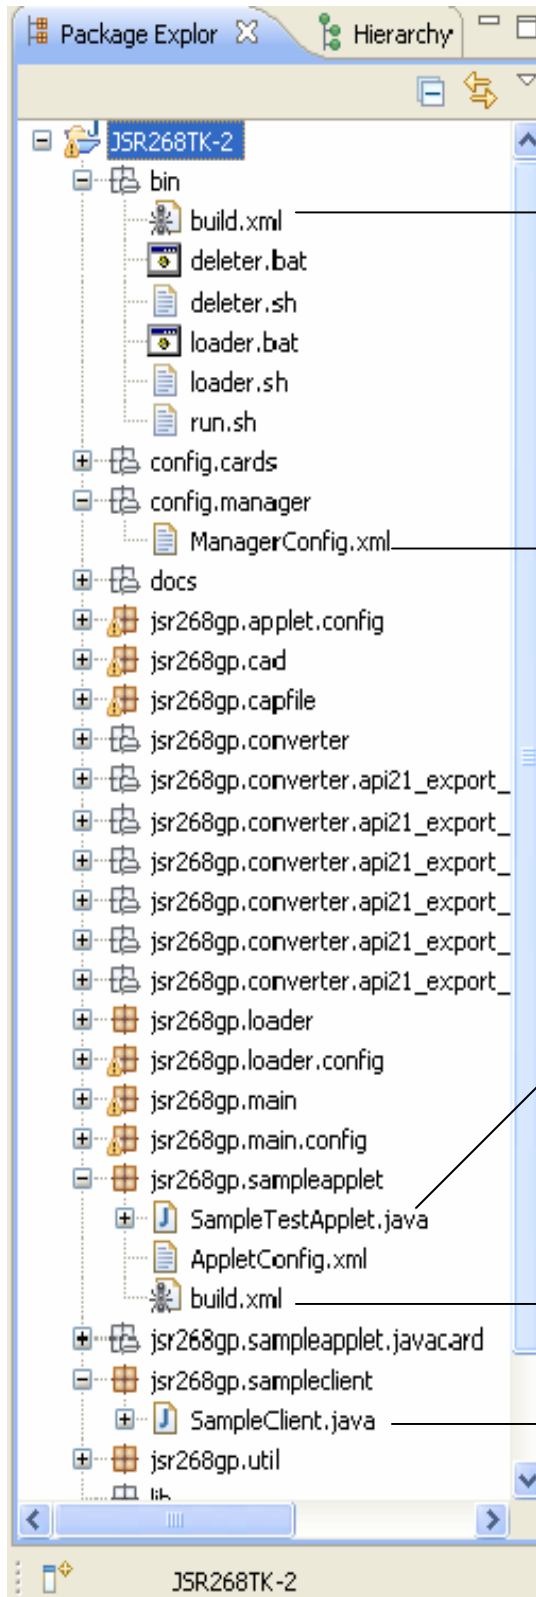 Package Explor Hierarchy
JSR268TK-2
bin
build.xml
deleter.bat
deleter.sh
loader.bat
loader.sh
run.sh
config.cards
config.manager
ManagerConfig.xml
docs
jsr268gp.applet.config
jsr268gp.cad
jsr268gp.capfile
jsr268gp.converter
jsr268gp.converter.api21_export_
jsr268gp.converter.api21_export_
jsr268gp.converter.api21_export_
jsr268gp.converter.api21_export_
jsr268gp.converter.api21_export_
jsr268gp.converter.api21_export_
jsr268gp.loader
jsr268gp.loader.config
jsr268gp.main
jsr268gp.main.config
jsr268gp.sampleapplet
SampleTestApplet.java
AppletConfig.xml
build.xml
jsr268gp.sampleapplet.javacard
jsr268gp.sampleclient
SampleClient.java
jsr268gp.util
lib
JSR268TK-2